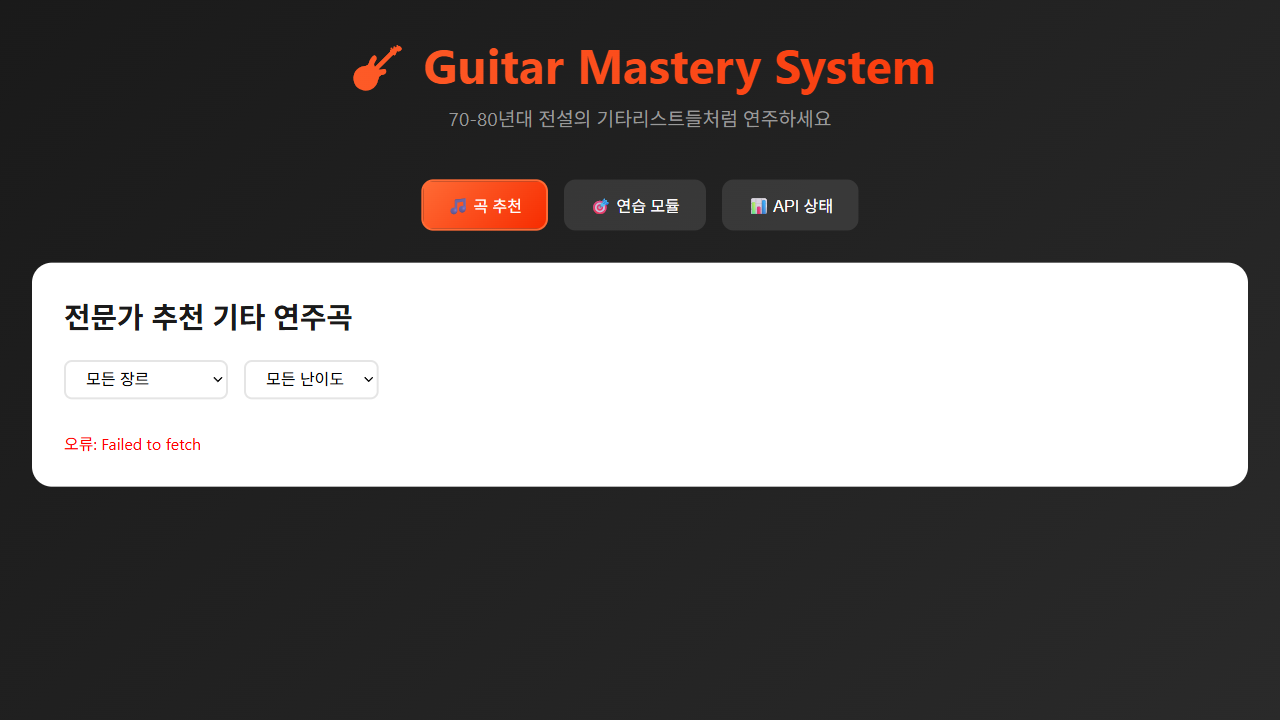 🎸 Guitar Mastery System
70-80년대 전설의 기타리스트들처럼 연주하세요
🎵 곡 추천 🎯 연습 모듈 📊 API 상태
전문가 추천 기타 연주곡
모든 장르 모든 난이도
오류: Failed to fetch